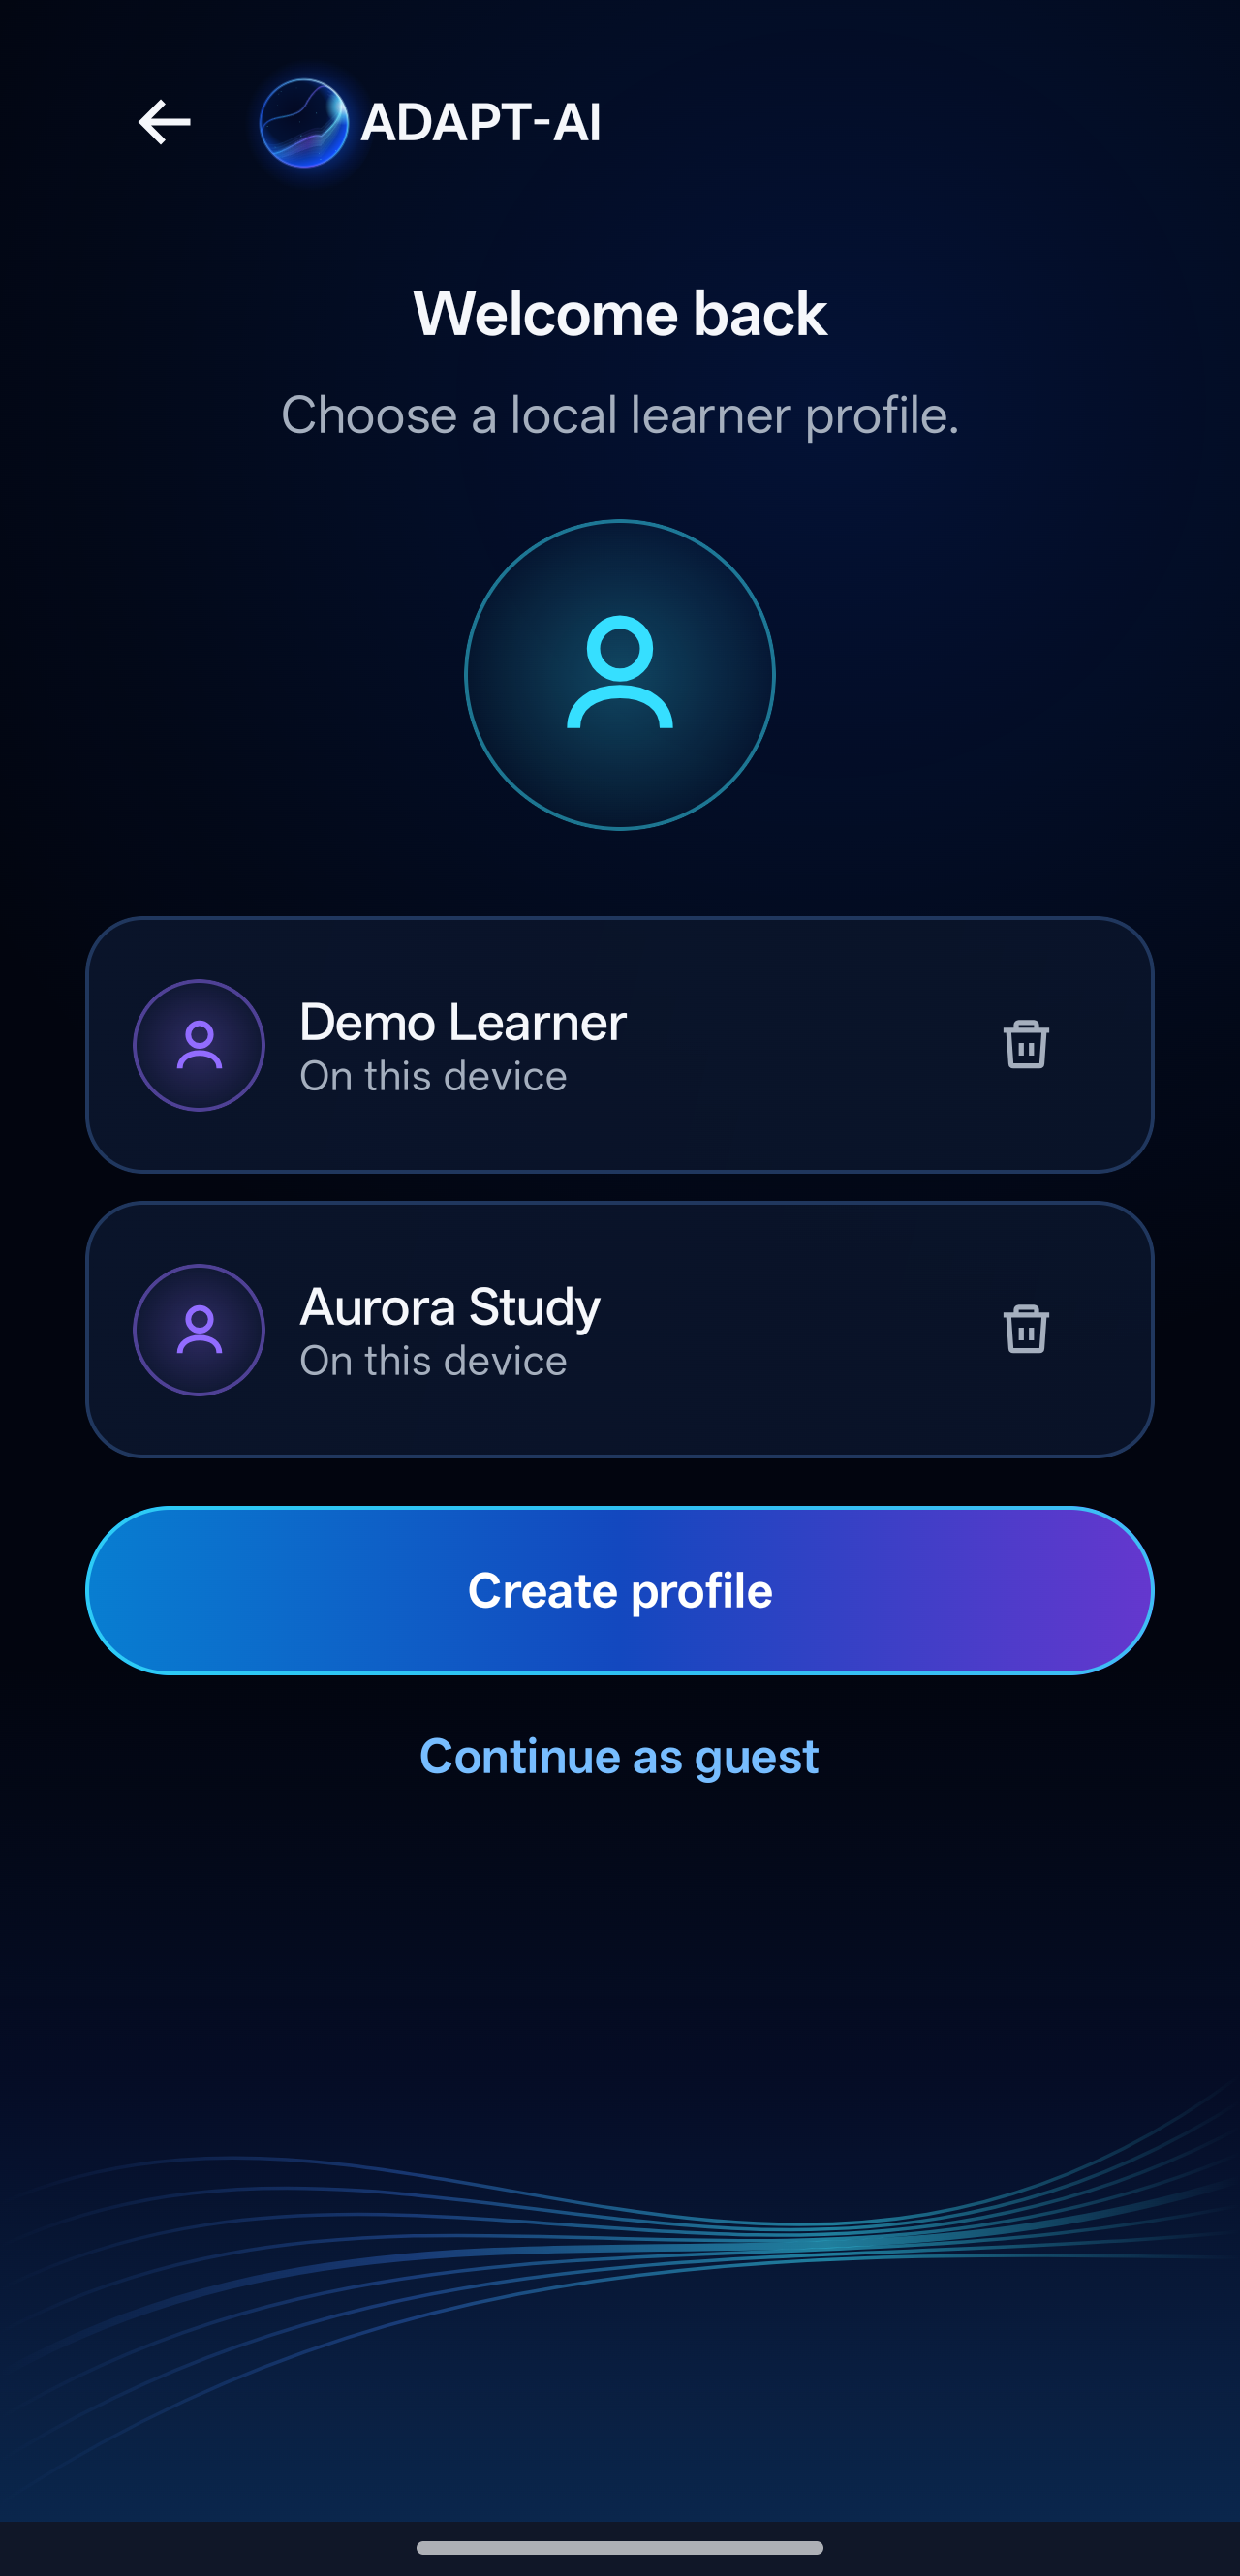 ADAPT-AI
Welcome back
Choose a local learner profile.
Demo Learner
On this device
Aurora Study
On this device
Create profile
Continue as guest